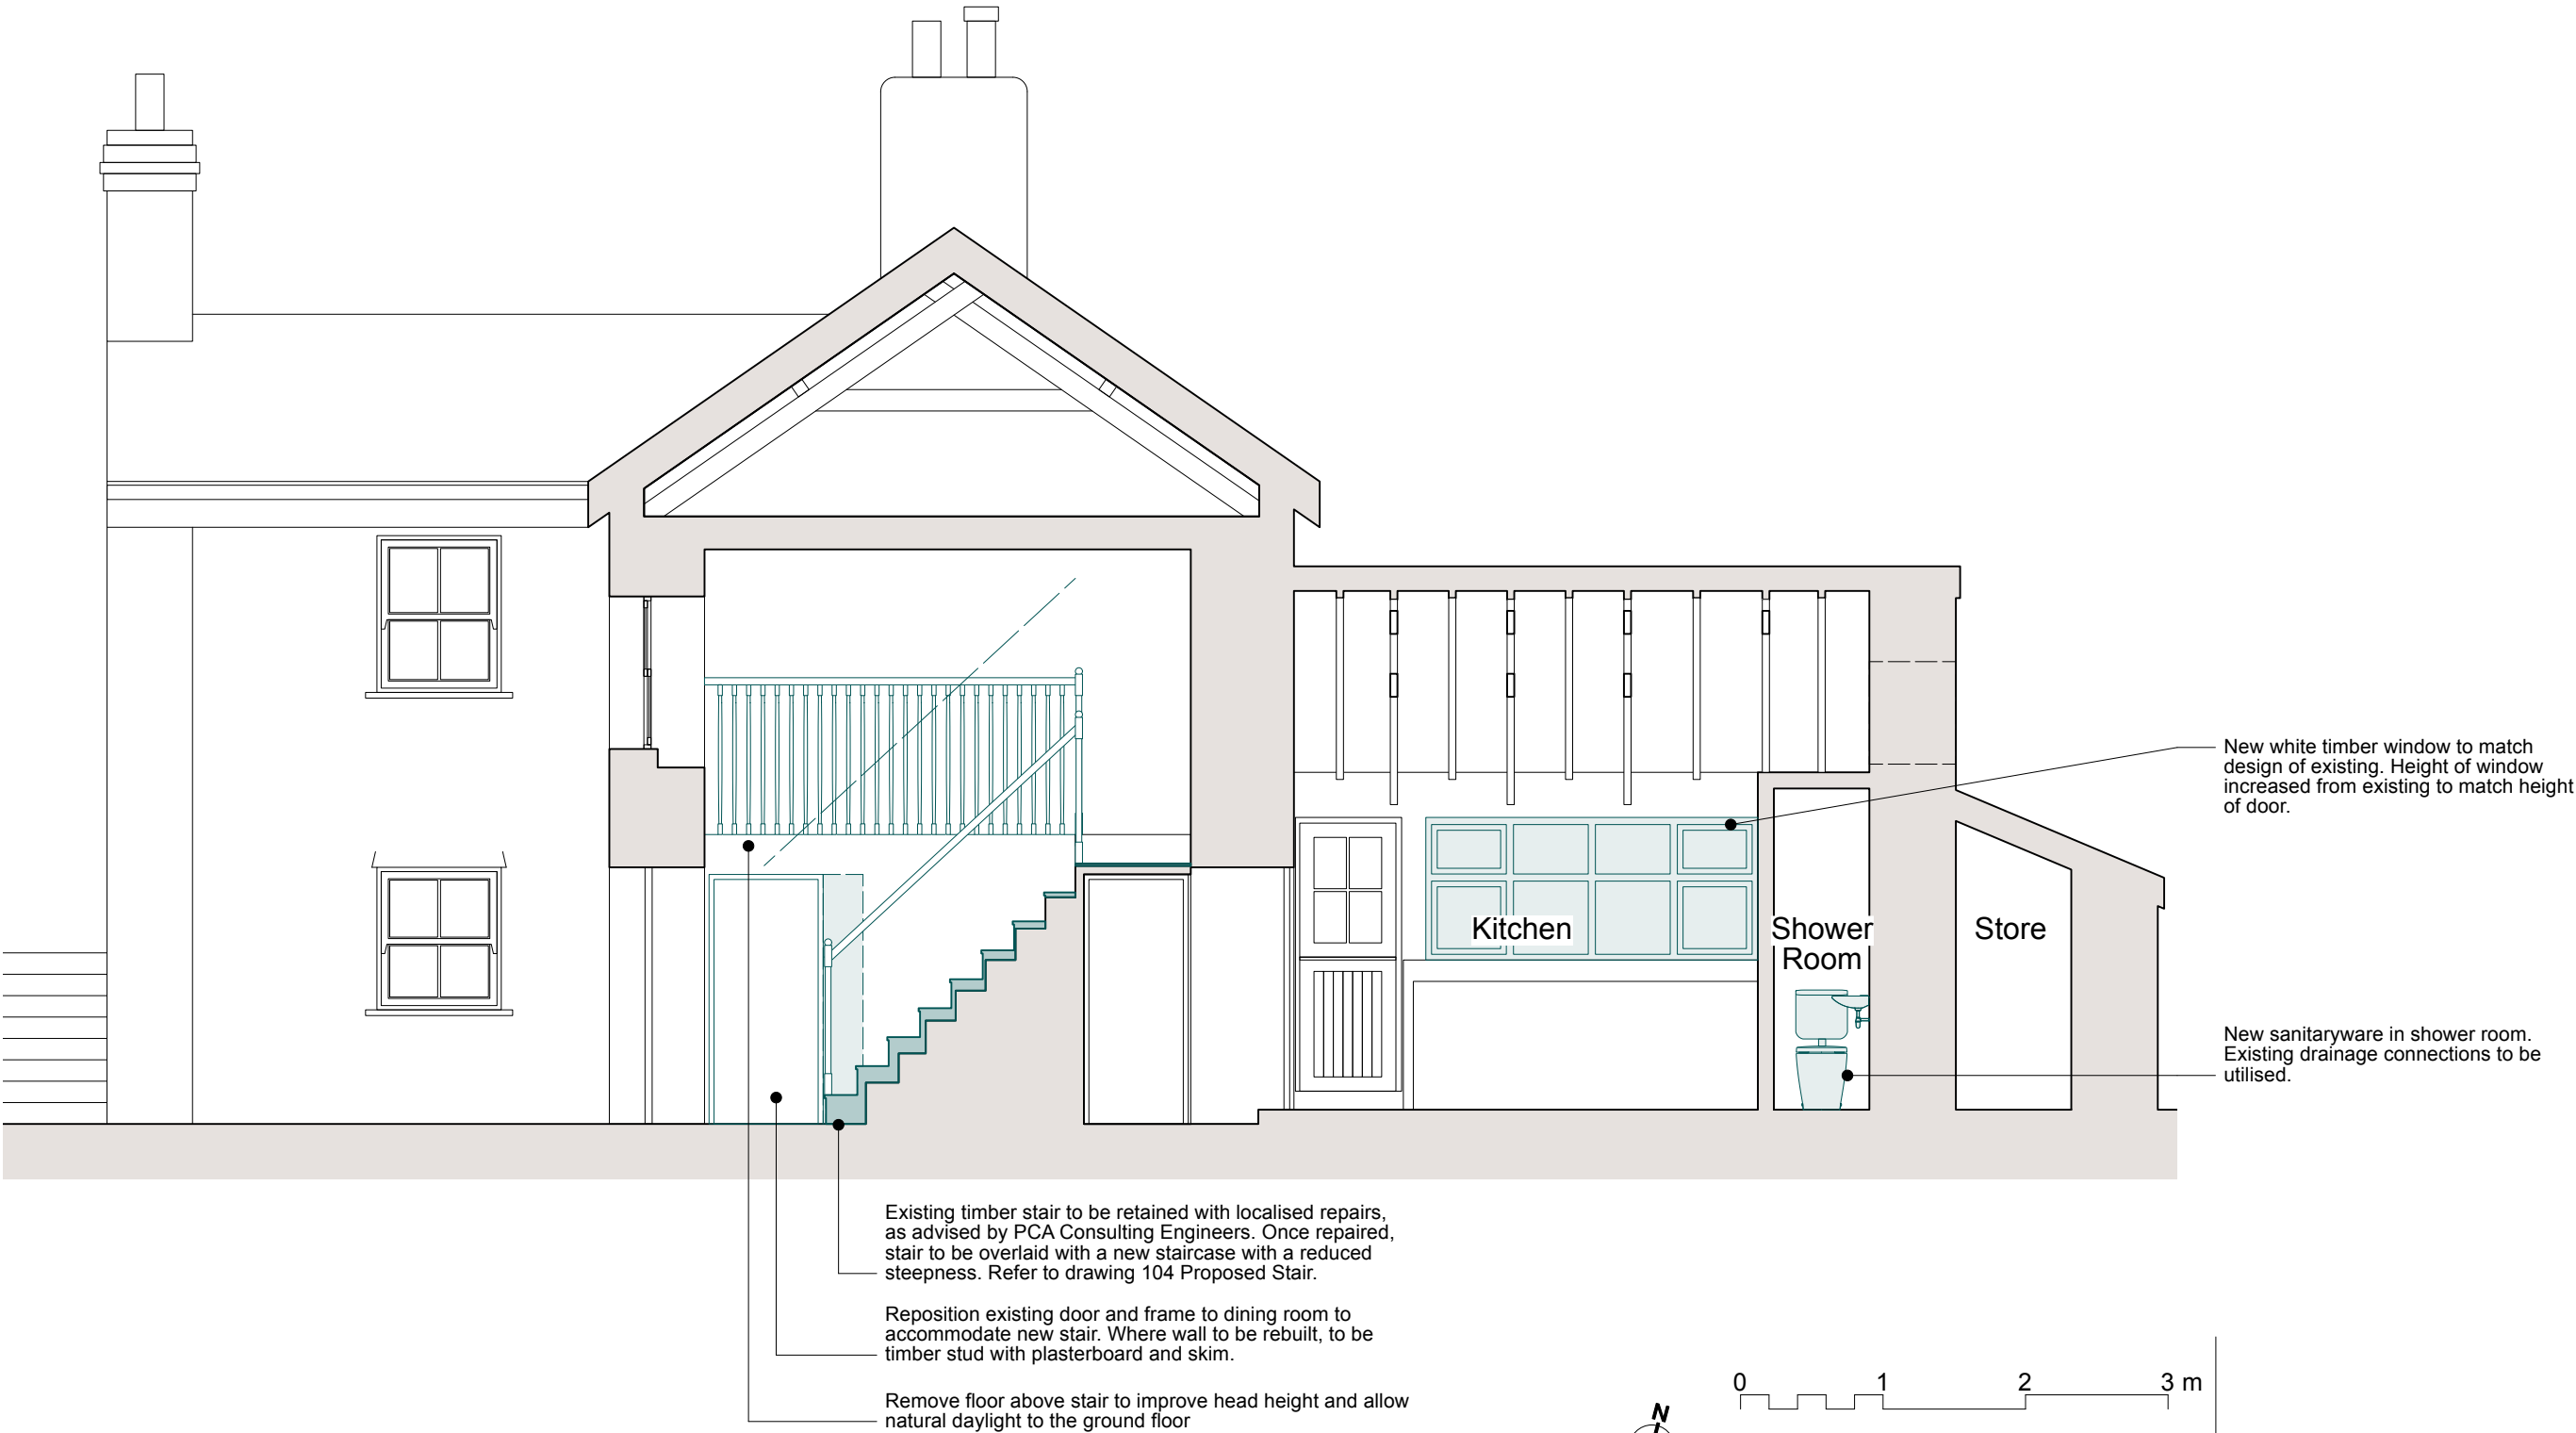 New white timber window to match
design of existing. Height of window
increased from existing to match height
of door.
Kitchen
Shower
Room
Store
New sanitaryware in shower room.
Existing drainage connections to be
utilised.
Existing timber stair to be retained with localised repairs,
as advised by PCA Consulting Engineers. Once repaired,
stair to be overlaid with a new staircase with a reduced
steepness. Refer to drawing 104 Proposed Stair.
Reposition existing door and frame to dining room to
accommodate new stair. Where wall to be rebuilt, to be
timber stud with plasterboard and skim.
Remove floor above stair to improve head height and allow
natural daylight to the ground floor
0 1 2 3 m
N